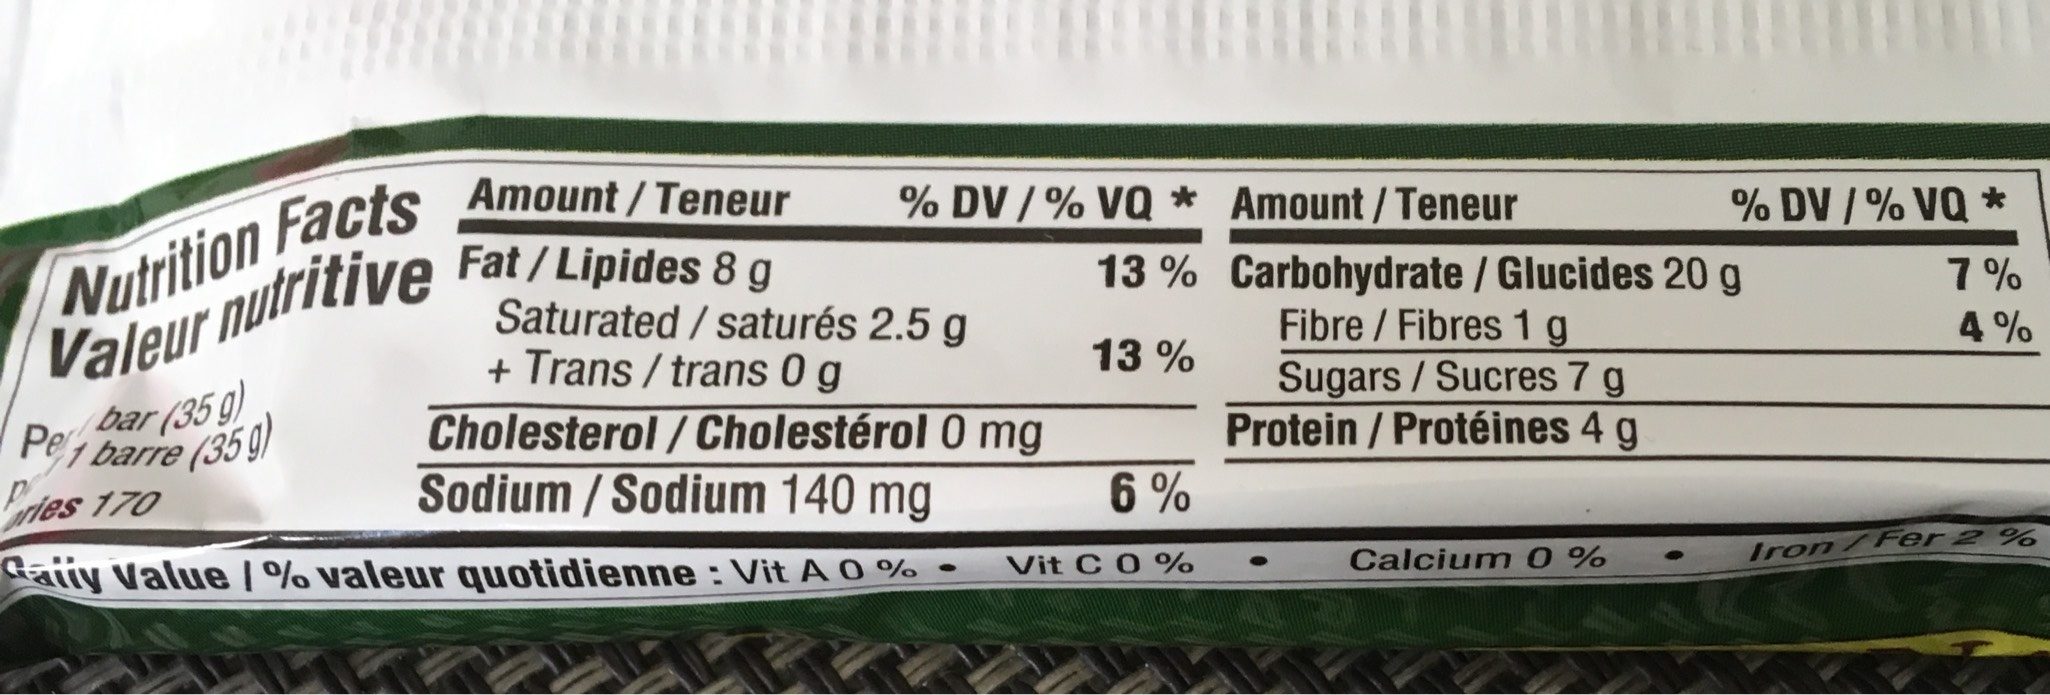 Nutrition Facts
Valeur nutritive
Per bar (35 g)
1 barre (35 g)
170
Amount / Teneur % DV / % VQ *
Fat / Lipides 8 g 13 %
Saturated / saturés 2.5 g
+ Trans / trans 0 g 13 %
Cholesterol / Cholestérol 0 mg
Sodium / Sodium 140 mg 6 %
Amount / Teneur % DV / % VQ *
Carbohydrate / Glucides 20 g 7 %
Fibre / Fibres 1 g 4 %
Sugars / Sucres 7 g
Protein / Protéines 4 g
Daily Value / % valeur quotidienne : Vit A 0 % • Vit C 0 % • Calcium 0 % • Iron / Fer 2 %